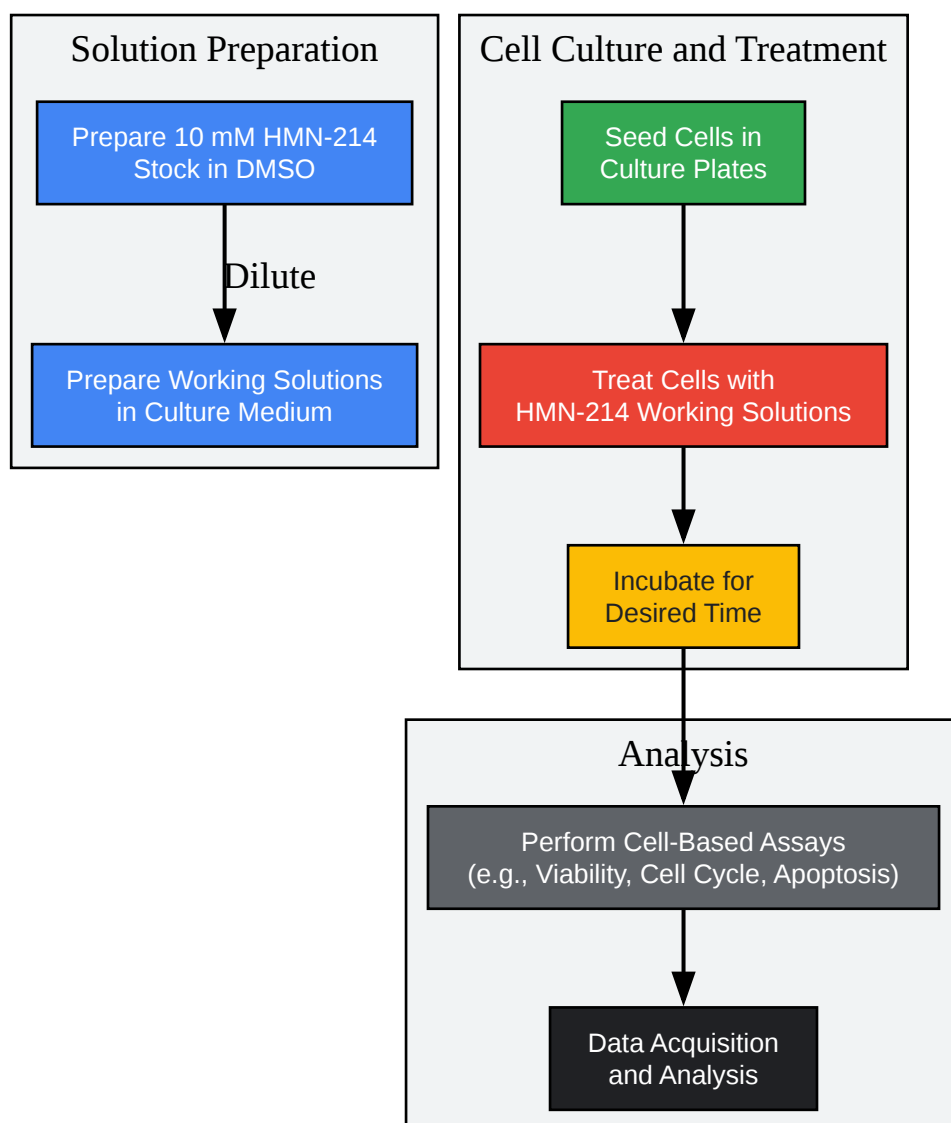 Solution Preparation
Prepare 10 mM HMN-214
Stock in DMSO
Dilute
Prepare Working Solutions
in Culture Medium
Cell Culture and Treatment
Seed Cells in
Culture Plates
Treat Cells with
HMN-214 Working Solutions
Incubate for
Desired Time
Analysis
Perform Cell-Based Assays
(e.g., Viability, Cell Cycle, Apoptosis)
Data Acquisition
and Analysis